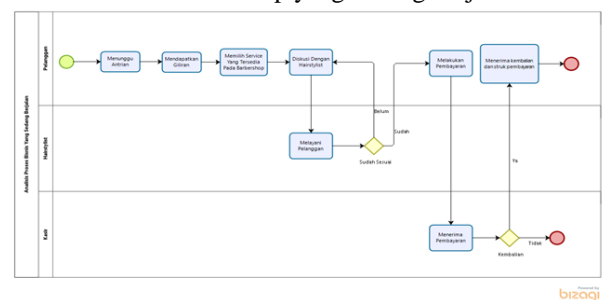 Analisis Proses Bisnis Yang Sedang Berjalan
Pelanggan
Menunggu
Antrian
Mendapatkan
Giliran
Memilih Service
Yang Tersedia
Pada Barbershop
Diskusi Dengan
Hairstylist
Melakukan
Pembayaran
Menerima kembalian
dan struk pembayaran
Belum
Sudah
Hairstylist
Melayani
Pelanggan
Sudah Sesuai
Ya
Kasir
Menerima
Pembayaran
Kembalian
Tidak
Powered by
bizagi